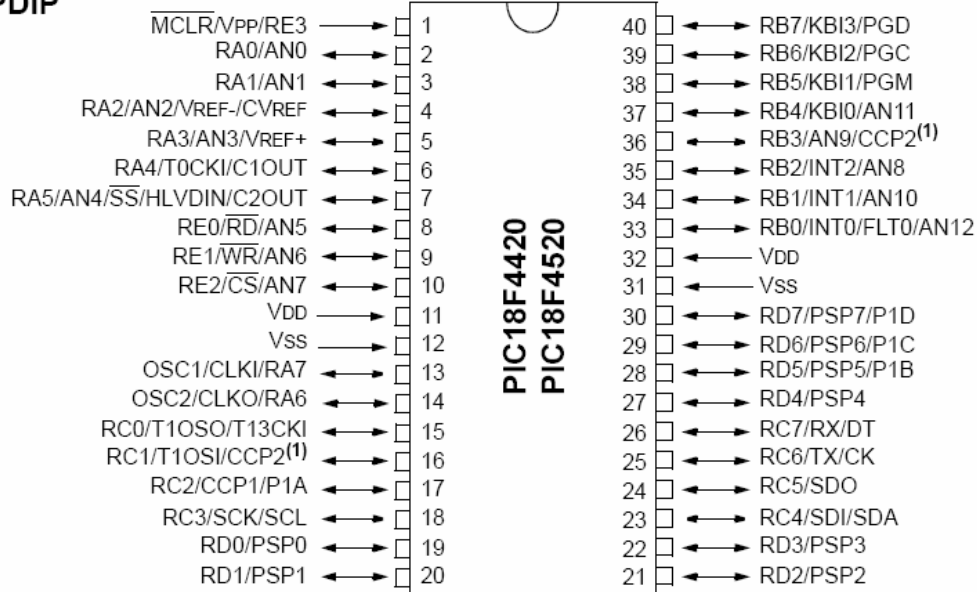 PDIP
MCLR/VPP/RE3 1
RA0/AN0 2
RA1/AN1 3
RA2/AN2/VREF-/CVREF 4
RA3/AN3/VREF+ 5
RA4/T0CKI/C1OUT 6
RA5/AN4/SS/HLVDIN/C2OUT 7
RE0/RD/AN5 8
RE1/WR/AN6 9
RE2/CS/AN7 10
VDD 11
VSS 12
OSC1/CLKI/RA7 13
OSC2/CLKO/RA6 14
RC0/T1OSO/T13CKI 15
RC1/T1OSI/CCP2(1) 16
RC2/CCP1/P1A 17
RC3/SCK/SCL 18
RD0/PSP0 19
RD1/PSP1 20
PIC18F4420
PIC18F4520
40 RB7/KBI3/PGD
39 RB6/KBI2/PGC
38 RB5/KBI1/PGM
37 RB4/KBI0/AN11
36 RB3/AN9/CCP2(1)
35 RB2/INT2/AN8
34 RB1/INT1/AN10
33 RB0/INT0/FLT0/AN12
32 VDD
31 VSS
30 RD7/PSP7/P1D
29 RD6/PSP6/P1C
28 RD5/PSP5/P1B
27 RD4/PSP4
26 RC7/RX/DT
25 RC6/TX/CK
24 RC5/SDO
23 RC4/SDI/SDA
22 RD3/PSP3
21 RD2/PSP2